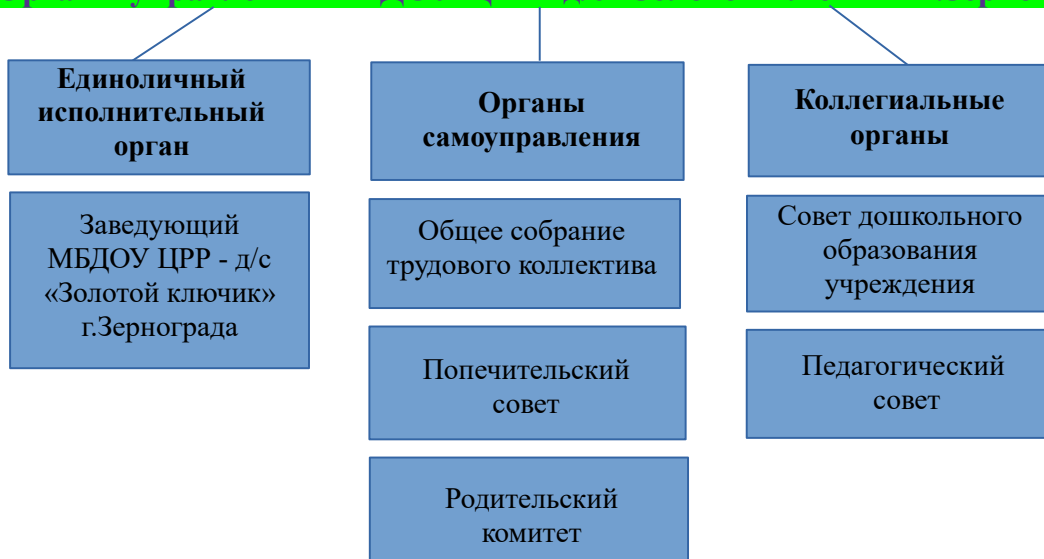 Единоличный
исполнительный
орган
Заведующий
МБДОУ ЦРР - д/с
«Золотой ключик»
г.Зернограда
Органы
самоуправления
Общее собрание
трудового коллектива
Попечительский
совет
Родительский
комитет
Коллегиальные
органы
Совет дошкольного
образования
учреждения
Педагогический
совет